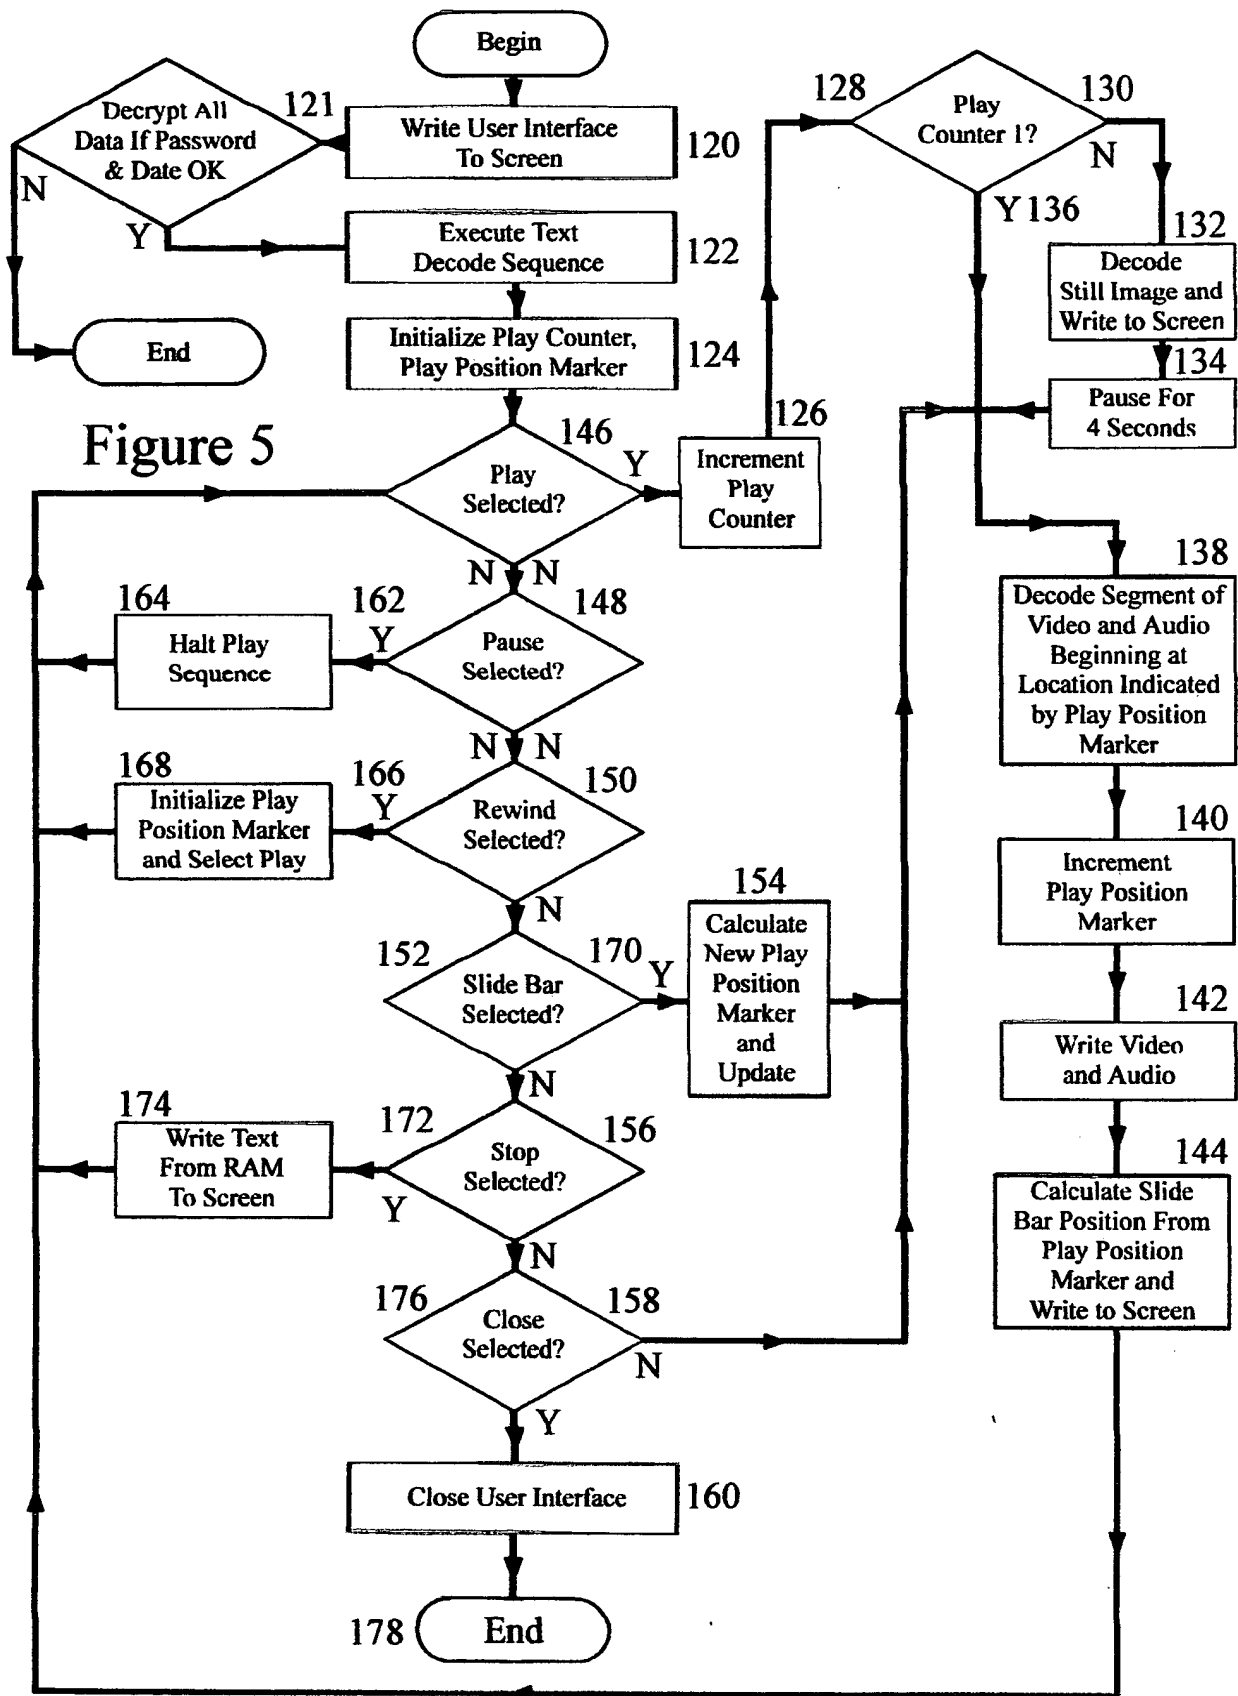 Begin
Decrypt All
Data If Password
& Date OK
121
Write User Interface
To Screen
120
N
Y
Execute Text
Decode Sequence
122
End
Initialize Play Counter,
Play Position Marker
124
Figure 5
146
Play
Selected?
Y
126
Increment
Play
Counter
128
Play
Counter 1?
130
N
Y 136
132
Decode
Still Image and
Write to Screen
134
Pause For
4 Seconds
N N
164
Halt Play
Sequence
162
Y
148
Pause
Selected?
N N
168
Initialize Play
Position Marker
and Select Play
166
Y
150
Rewind
Selected?
N
152
Slide Bar
Selected?
170
Y
154
Calculate
New Play
Position
Marker
and
Update
N
174
Write Text
From RAM
To Screen
172
Y
156
Stop
Selected?
N
176
Close
Selected?
158
N
Y
Close User Interface
160
178
End
138
Decode Segment of
Video and Audio
Beginning at
Location Indicated
by Play Position
Marker
140
Increment
Play Position
Marker
142
Write Video
and Audio
144
Calculate Slide
Bar Position From
Play Position
Marker and
Write to Screen